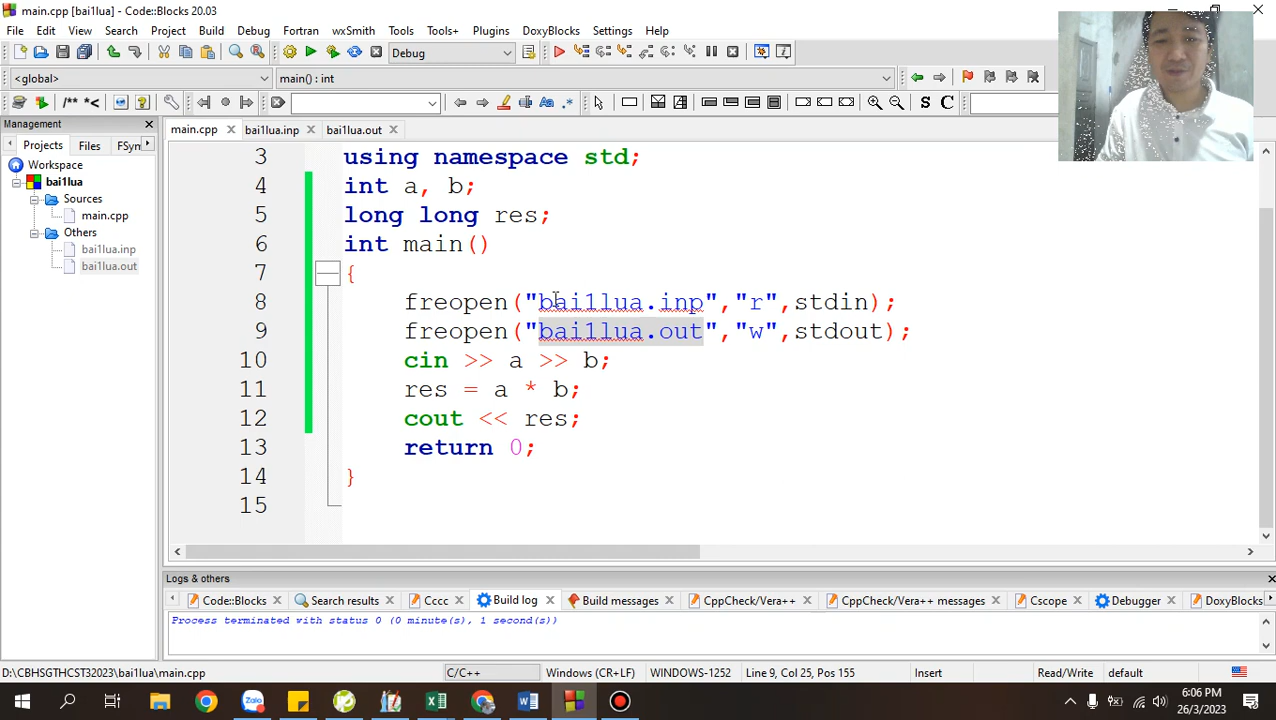 main.cpp [bai1lua] - Code::Blocks 20.03
File Edit View Search Project Build Debug Fortran wxSmith Tools Tools+ Plugins DoxyBlocks Settings Help
Debug
<global>
main() : int
/** *<
S C
Management
Projects Files FSyn
Workspace
bai1lua
Sources
main.cpp
Others
bai1lua.inp
bai1lua.out
main.cpp bai1lua.inp bai1lua.out
3 using namespace std;
4 int a, b;
5 long long res;
6 int main()
7 {
8 freopen("bai1lua.inp","r",stdin);
9 freopen("bai1lua.out","w",stdout);
10 cin >> a >> b;
11 res = a * b;
12 cout << res;
13 return 0;
14 }
15
Logs & others
Code::Blocks Search results Cccc Build log Build messages CppCheck/Vera++ CppCheck/Vera++ messages Cscope Debugger DoxyBlocks
Process terminated with status 0 (0 minute(s), 1 second(s))
D:\CBHSGTHCST32023\bai1lua\main.cpp C/C++ Windows (CR+LF) WINDOWS-1252 Line 9, Col 25, Pos 155 Insert Read/Write default
Zalo
6:06 PM
26/3/2023